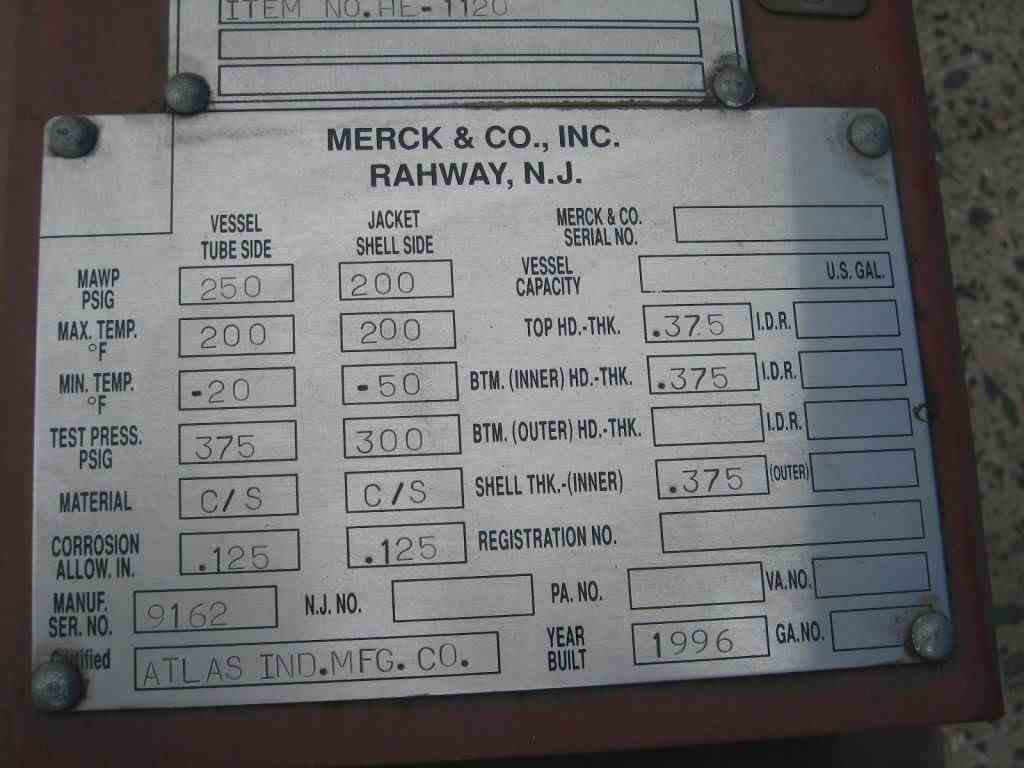 ITEM NO.HE-1120
MERCK & CO., INC.
RAHWAY, N.J.
VESSEL TUBE SIDE
JACKET SHELL SIDE
MERCK & CO. SERIAL NO.
MAWP PSIG 250 200
VESSEL CAPACITY U.S. GAL.
MAX. TEMP. °F 200 200
TOP HD.-THK. .375 I.D.R.
MIN. TEMP. °F -20 -50
BTM. (INNER) HD.-THK. .375 I.D.R.
TEST PRESS. PSIG 375 300
BTM. (OUTER) HD.-THK. I.D.R.
MATERIAL C/S C/S
SHELL THK.-(INNER) .375 (OUTER)
CORROSION ALLOW. IN. .125 .125
REGISTRATION NO.
MANUF. SER. NO. 9162 N.J. NO. PA. NO. VA.NO.
ATLAS IND.MFG. CO. YEAR BUILT 1996 GA.NO.